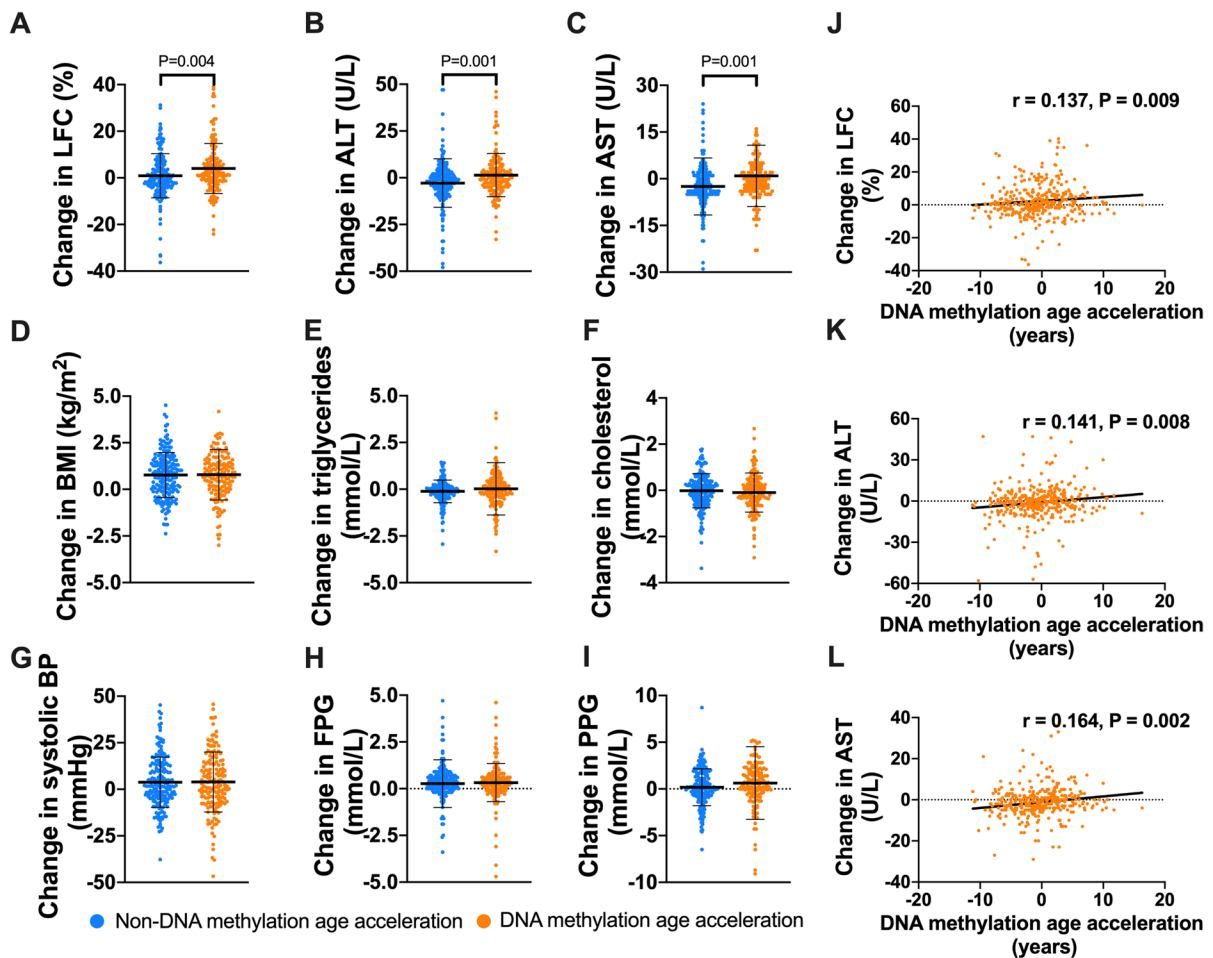 A
Change in LFC (%)
P=0.004
40
20
0
-20
-40
B
Change in ALT (U/L)
P=0.001
50
25
0
-25
-50
C
Change in AST (U/L)
P=0.001
30
15
0
-15
-30
J
Change in LFC
(%)
r = 0.137, P = 0.009
60
40
20
0
-20
-40
-20 -10 0 10 20
DNA methylation age acceleration
(years)
D
Change in BMI (kg/m²)
5.0
2.5
0.0
-2.5
-5.0
E
Change in triglycerides
(mmol/L)
5.0
2.5
0.0
-2.5
-5.0
F
Change in cholesterol
(mmol/L)
4
2
0
-2
-4
K
Change in ALT
(U/L)
r = 0.141, P = 0.008
60
30
0
-30
-60
-20 -10 0 10 20
DNA methylation age acceleration
(years)
G
Change in systolic BP
(mmHg)
50
25
0
-25
-50
H
Change in FPG
(mmol/L)
5.0
2.5
0.0
-2.5
-5.0
I
Change in PPG
(mmol/L)
10
5
0
-5
-10
L
Change in AST
(U/L)
r = 0.164, P = 0.002
40
20
0
-20
-40
-20 -10 0 10 20
DNA methylation age acceleration
(years)
Non-DNA methylation age acceleration
DNA methylation age acceleration